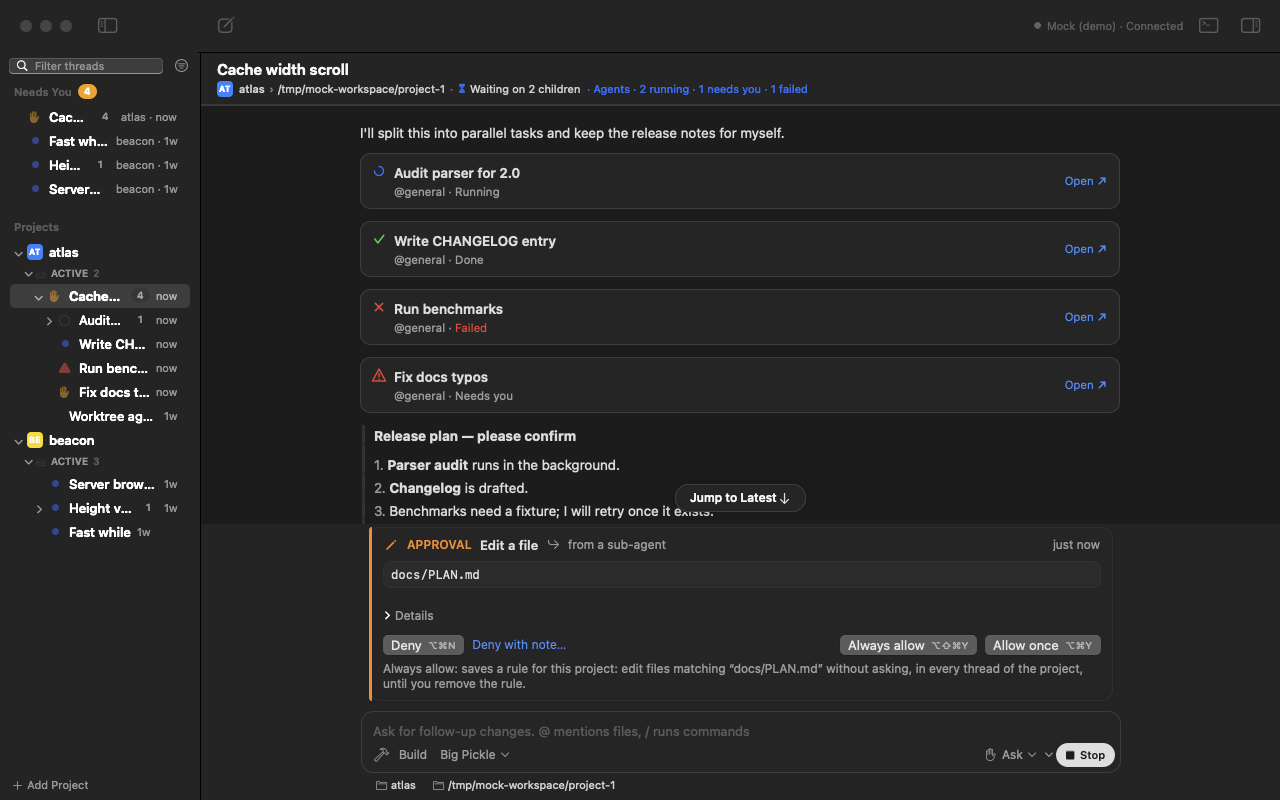 Mock (demo) · Connected
Filter threads
Needs You 4
Cac... 4 atlas · now
Fast wh... beacon · 1w
Hei... 1 beacon · 1w
Server... beacon · 1w
Projects
AT atlas
ACTIVE 2
Cache... 4 now
Audit... 1 now
Write CH... now
Run benc... now
Fix docs t... now
Worktree ag... 1w
BE beacon
ACTIVE 3
Server brow... 1w
Height v... 1 1w
Fast while 1w
+ Add Project
Cache width scroll
AT atlas › /tmp/mock-workspace/project-1 · Waiting on 2 children · Agents · 2 running · 1 needs you · 1 failed
I'll split this into parallel tasks and keep the release notes for myself.
Audit parser for 2.0
@general · Running
Open ↗
Write CHANGELOG entry
@general · Done
Open ↗
Run benchmarks
@general · Failed
Open ↗
Fix docs typos
@general · Needs you
Open ↗
Release plan — please confirm
1. Parser audit runs in the background.
2. Changelog is drafted.
3. Benchmarks need a fixture; I will retry once it exists.
Jump to Latest ↓
APPROVAL Edit a file from a sub-agent just now
docs/PLAN.md
Details
Deny ⌥⌘N Deny with note... Always allow ⌥⇧⌘Y Allow once ⌥⌘Y
Always allow: saves a rule for this project: edit files matching “docs/PLAN.md” without asking, in every thread of the project,
until you remove the rule.
Ask for follow-up changes. @ mentions files, / runs commands
Build Big Pickle Ask Stop
atlas /tmp/mock-workspace/project-1